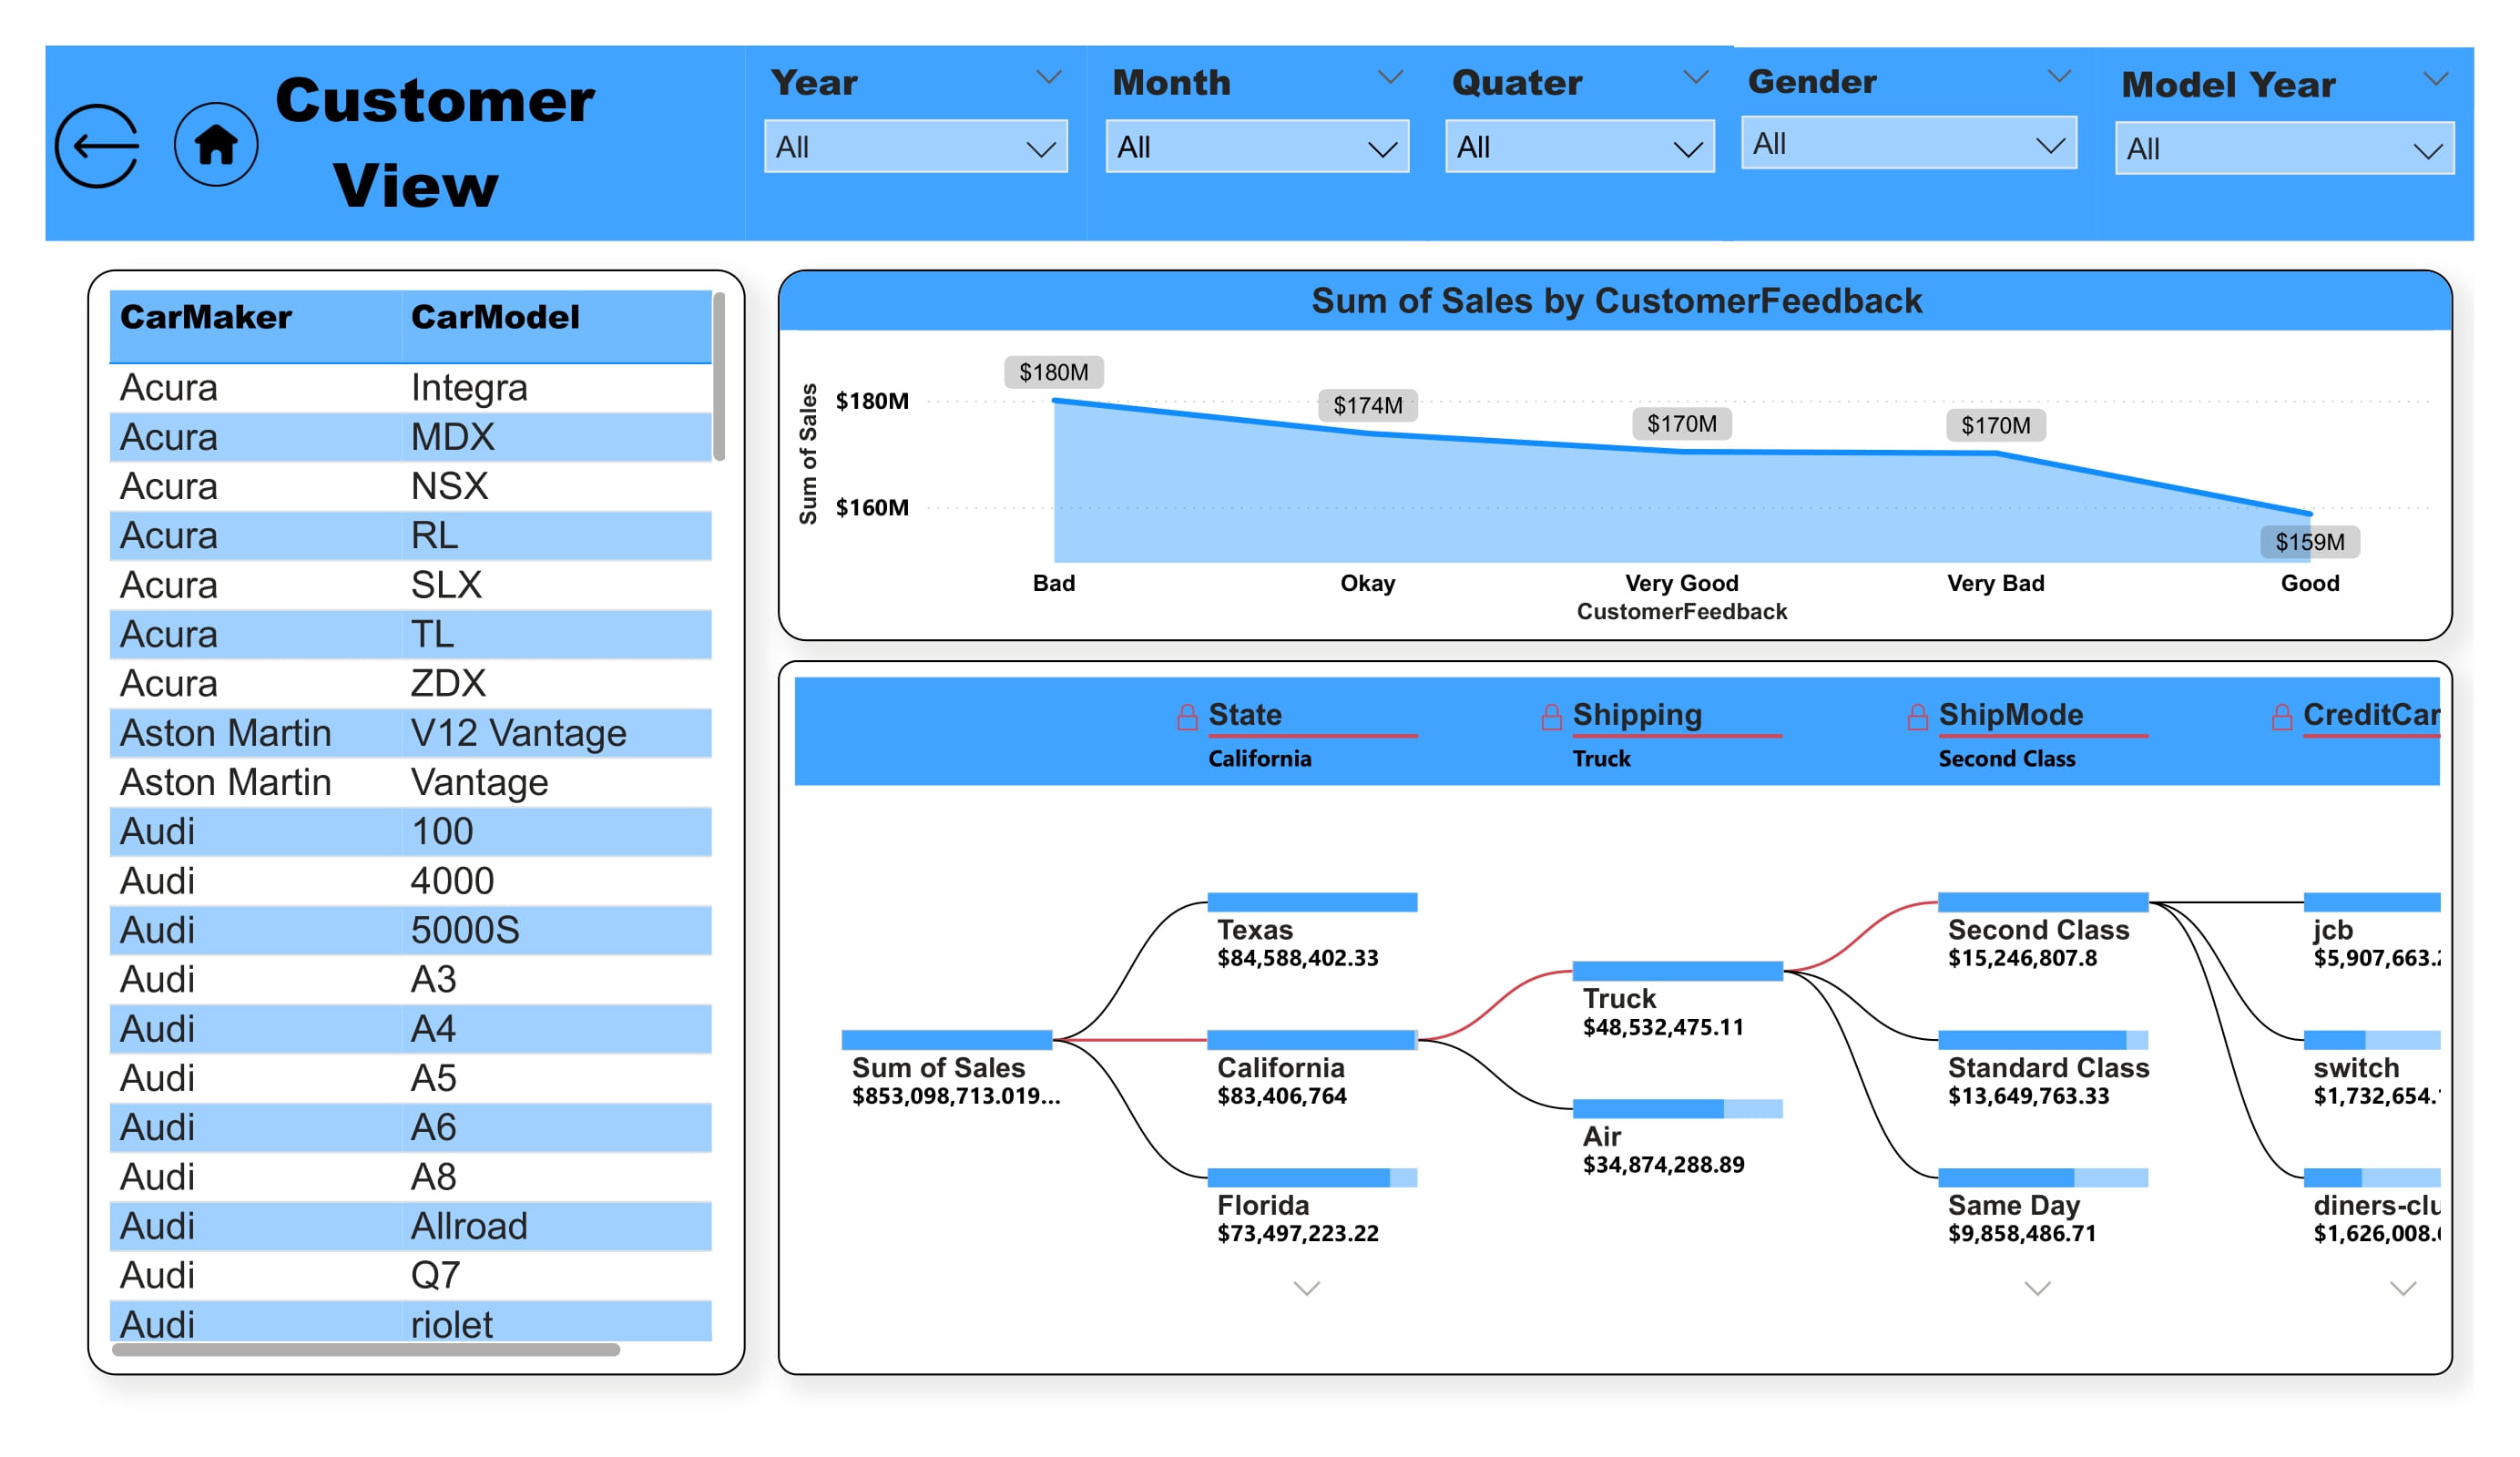 Customer
View
Year
All
Month
All
Quater
All
Gender
All
Model Year
All
CarMaker CarModel
Acura Integra
Acura MDX
Acura NSX
Acura RL
Acura SLX
Acura TL
Acura ZDX
Aston Martin V12 Vantage
Aston Martin Vantage
Audi 100
Audi 4000
Audi 5000S
Audi A3
Audi A4
Audi A5
Audi A6
Audi A8
Audi Allroad
Audi Q7
Audi riolet
Sum of Sales by CustomerFeedback
Sum of Sales
$180M
$160M
$180M
$174M
$170M
$170M
$159M
Bad Okay Very Good Very Bad Good
CustomerFeedback
State Shipping ShipMode CreditCar
California Truck Second Class
Sum of Sales
$853,098,713.019...
Texas
$84,588,402.33
California
$83,406,764
Florida
$73,497,223.22
Truck
$48,532,475.11
Air
$34,874,288.89
Second Class
$15,246,807.8
Standard Class
$13,649,763.33
Same Day
$9,858,486.71
jcb
$5,907,663.
switch
$1,732,654.
diners-clu
$1,626,008.